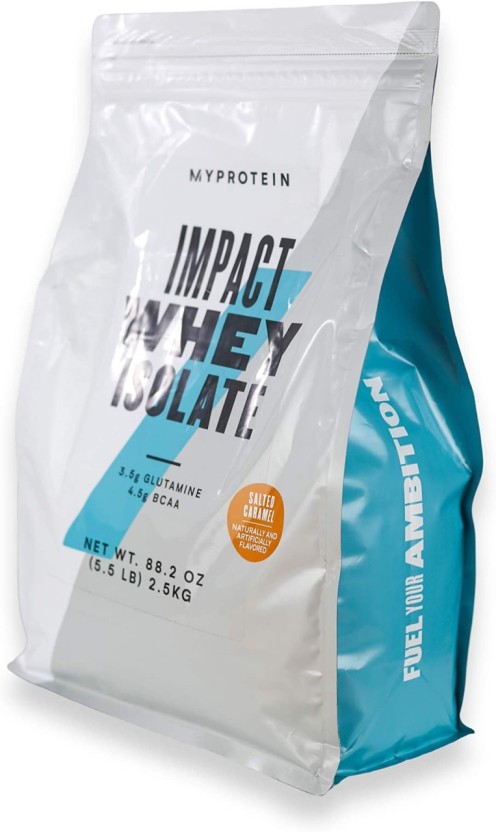 MYPROTEIN
IMPACT
WHEY
ISOLATE
3.5g GLUTAMINE
4.5g BCAA
SALTED
CARAMEL
NATURALLY AND
ARTIFICIALLY
FLAVORED
NET WT. 88.2 OZ
(5.5 LB) 2.5KG
FUEL YOUR AMBITION